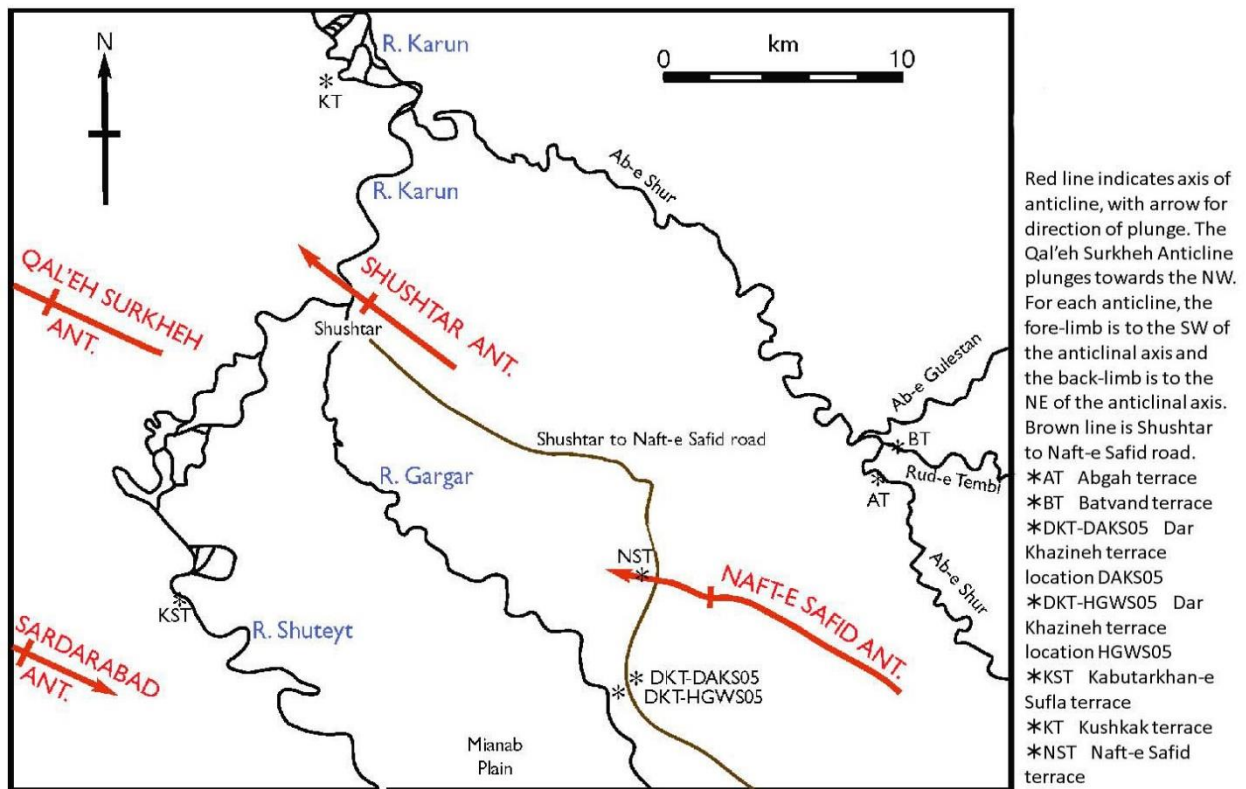 N
R. Karun
km
0
10
KT
R. Karun
Ab-e Shur
QAL'EH SURKHEH
ANT.
SHUSHTAR ANT.
Shushtar
Ab-e Gulestan
BT
Rud-e Tembi
AT
Shushtar to Naft-e Safid road
R. Gargar
NST
NAFT-E SAFID ANT.
Ab-e Shur
KST
R. Shuteyt
SARDARABAD
ANT.
DKT-DAKS05
DKT-HGWS05
Mianab
Plain
Red line indicates axis of
anticline, with arrow for
direction of plunge. The
Qal'eh Surkheh Anticline
plunges towards the NW.
For each anticline, the
fore-limb is to the SW of
the anticlinal axis and
the back-limb is to the
NE of the anticlinal axis.
Brown line is Shushtar
to Naft-e Safid road.
*AT Abgah terrace
*BT Batvand terrace
*DKT-DAKS05 Dar
Khazineh terrace
location DAKS05
*DKT-HGWS05 Dar
Khazineh terrace
location HGWS05
*KST Kabutarkhan-e
Sufla terrace
*KT Kushkak terrace
*NST Naft-e Safid
terrace